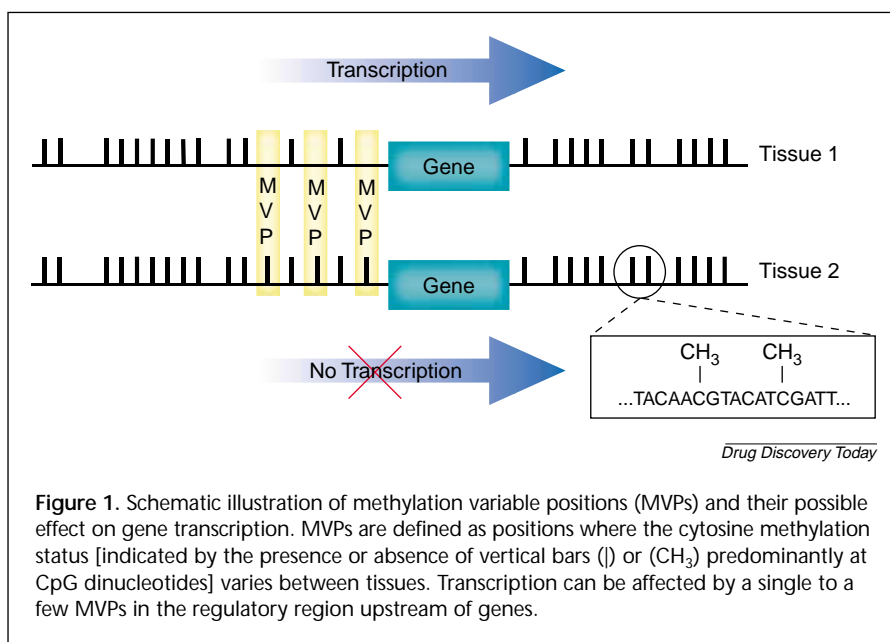 Transcription
Tissue 1
Gene
MVP
MVP
MVP
Tissue 2
Gene
No Transcription
CH₃ CH₃
| |
...TACAACGTACATCGATT...
Drug Discovery Today
Figure 1. Schematic illustration of methylation variable positions (MVPs) and their possible
effect on gene transcription. MVPs are defined as positions where the cytosine methylation
status [indicated by the presence or absence of vertical bars (|) or (CH₃) predominantly at
CpG dinucleotides] varies between tissues. Transcription can be affected by a single to a
few MVPs in the regulatory region upstream of genes.